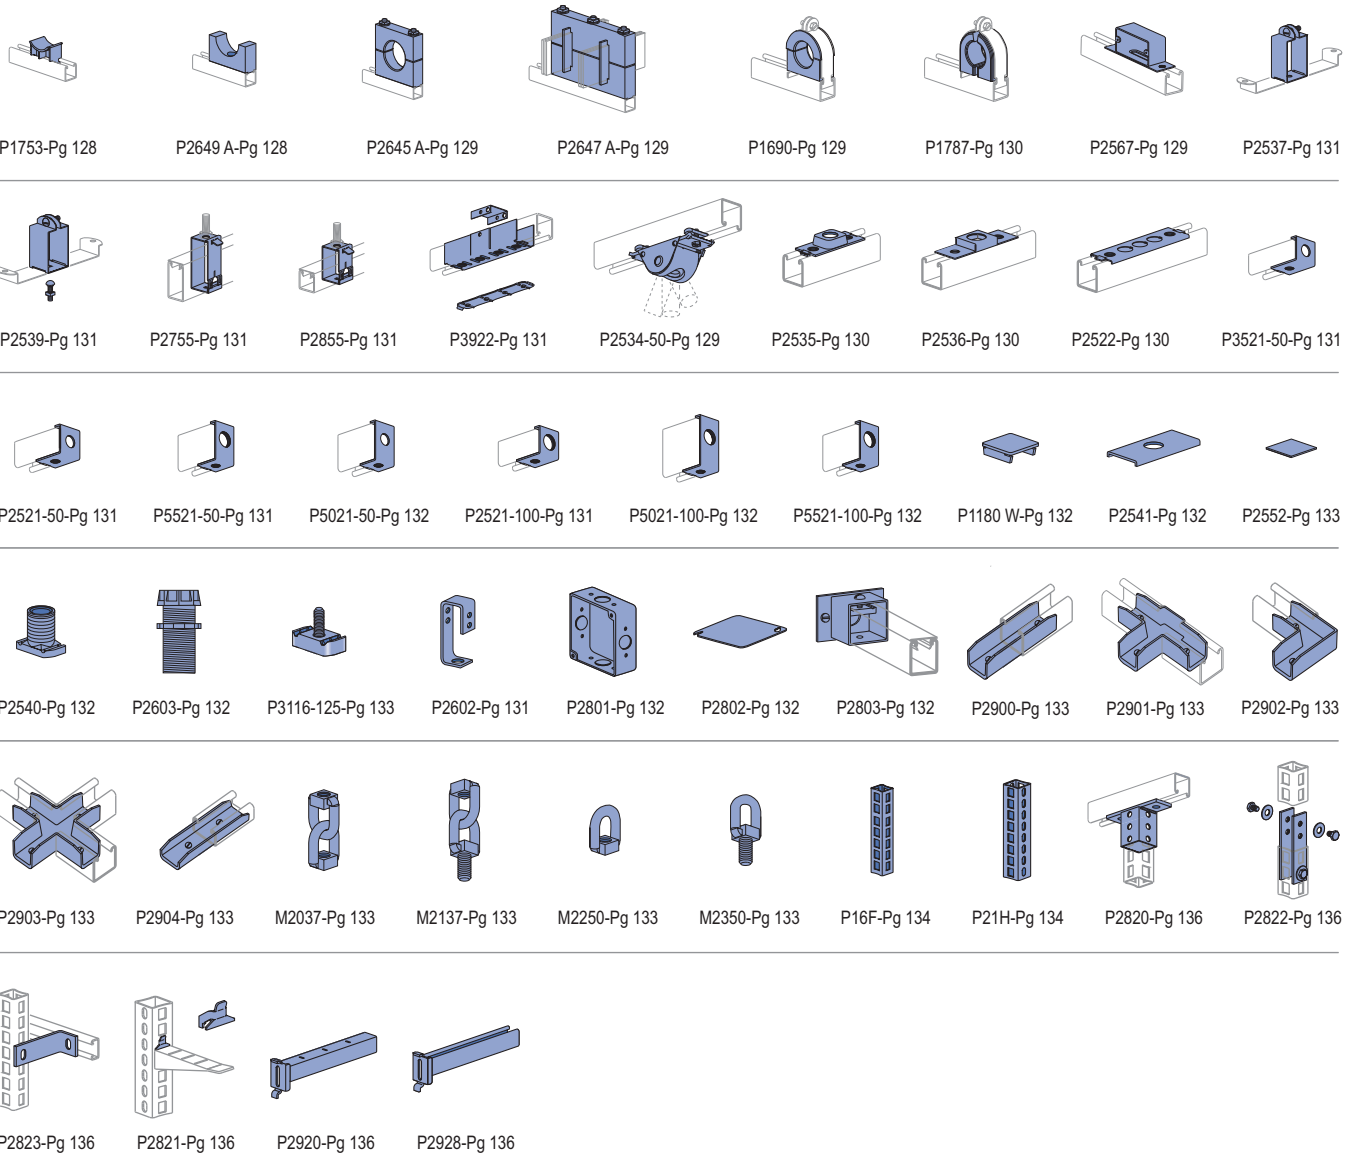 P1753-Pg 128 P2649 A-Pg 128 P2645 A-Pg 129 P2647 A-Pg 129 P1690-Pg 129 P1787-Pg 130 P2567-Pg 129 P2537-Pg 131
P2539-Pg 131 P2755-Pg 131 P2855-Pg 131 P3922-Pg 131 P2534-50-Pg 129 P2535-Pg 130 P2536-Pg 130 P2522-Pg 130 P3521-50-Pg 131
P2521-50-Pg 131 P5521-50-Pg 131 P5021-50-Pg 132 P2521-100-Pg 131 P5021-100-Pg 132 P5521-100-Pg 132 P1180 W-Pg 132 P2541-Pg 132 P2552-Pg 133
P2540-Pg 132 P2603-Pg 132 P3116-125-Pg 133 P2602-Pg 131 P2801-Pg 132 P2802-Pg 132 P2803-Pg 132 P2900-Pg 133 P2901-Pg 133 P2902-Pg 133
P2903-Pg 133 P2904-Pg 133 M2037-Pg 133 M2137-Pg 133 M2250-Pg 133 M2350-Pg 133 P16F-Pg 134 P21H-Pg 134 P2820-Pg 136 P2822-Pg 136
P2823-Pg 136 P2821-Pg 136 P2920-Pg 136 P2928-Pg 136